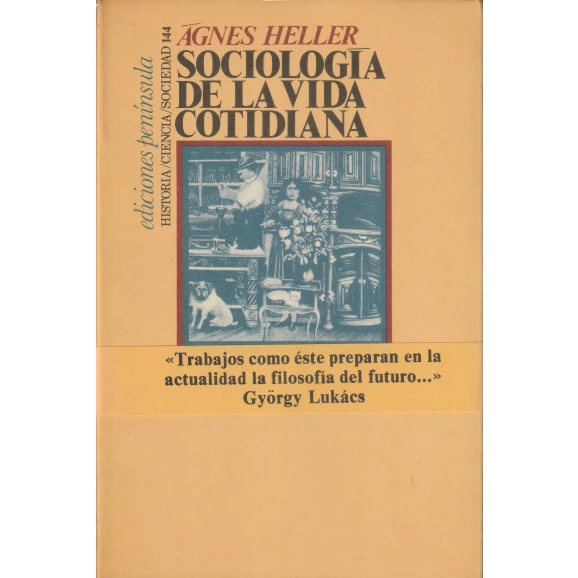 ÁGNES HELLER
SOCIOLOGÍA
DE LA VIDA
COTIDIANA
ediciones península
HISTORIA/CIENCIA/SOCIEDAD 144
«Trabajos como éste preparan en la
actualidad la filosofía del futuro...»
György Lukács